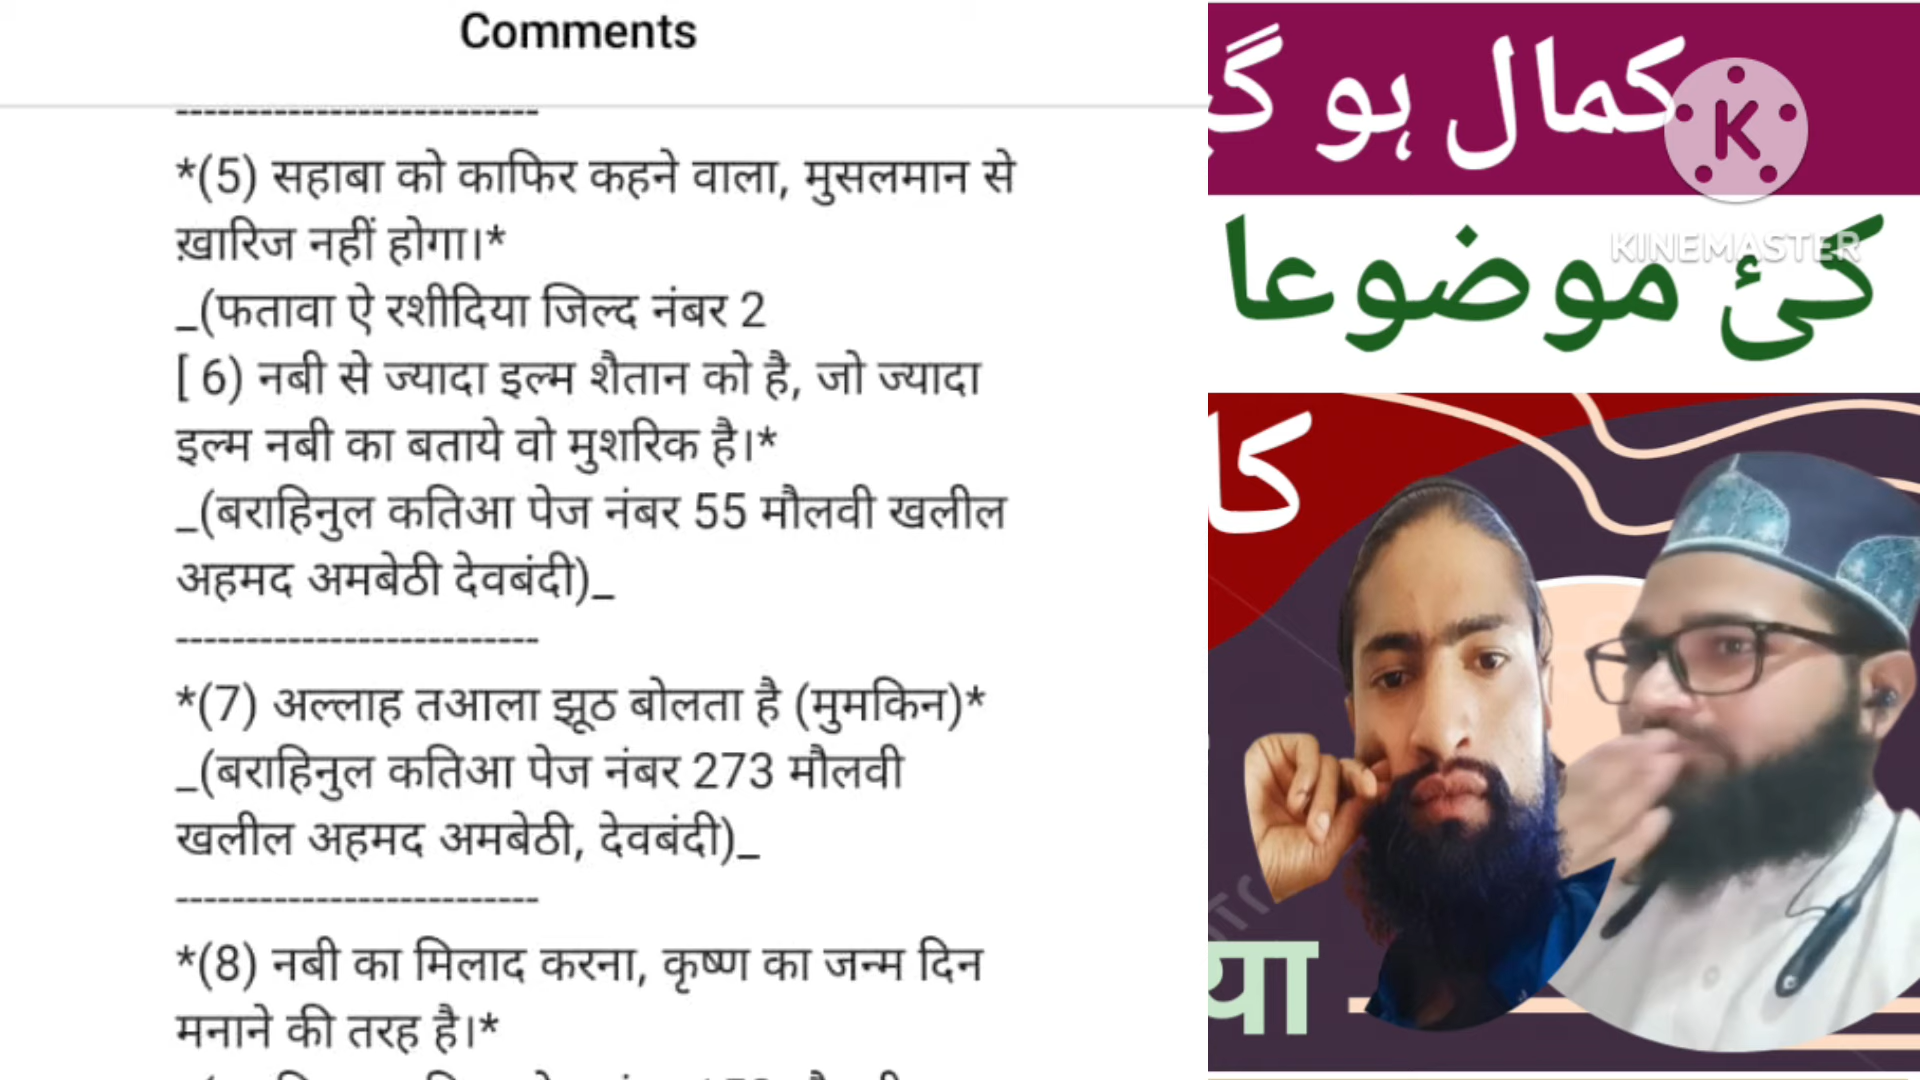 Comments
--------------------------
*(5) सहाबा को काफिर कहने वाला, मुसलमान से
ख़ारिज नहीं होगा।*
_(फतावा ऐ रशीदिया जिल्द नंबर 2
[ 6) नबी से ज्यादा इल्म शैतान को है, जो ज्यादा
इल्म नबी का बताये वो मुशरिक है।*
_(बराहिनुल कतिआ पेज नंबर 55 मौलवी खलील
अहमद अमबेठी देवबंदी)_
--------------------------
*(7) अल्लाह तआला झूठ बोलता है (मुमकिन)*
_(बराहिनुल कतिआ पेज नंबर 273 मौलवी
खलील अहमद अमबेठी, देवबंदी)_
--------------------------
*(8) नबी का मिलाद करना, कृष्ण का जन्म दिन
मनाने की तरह है।*
کمال ہو
K
KINEMASTER
کئ موضوعا
کا
या